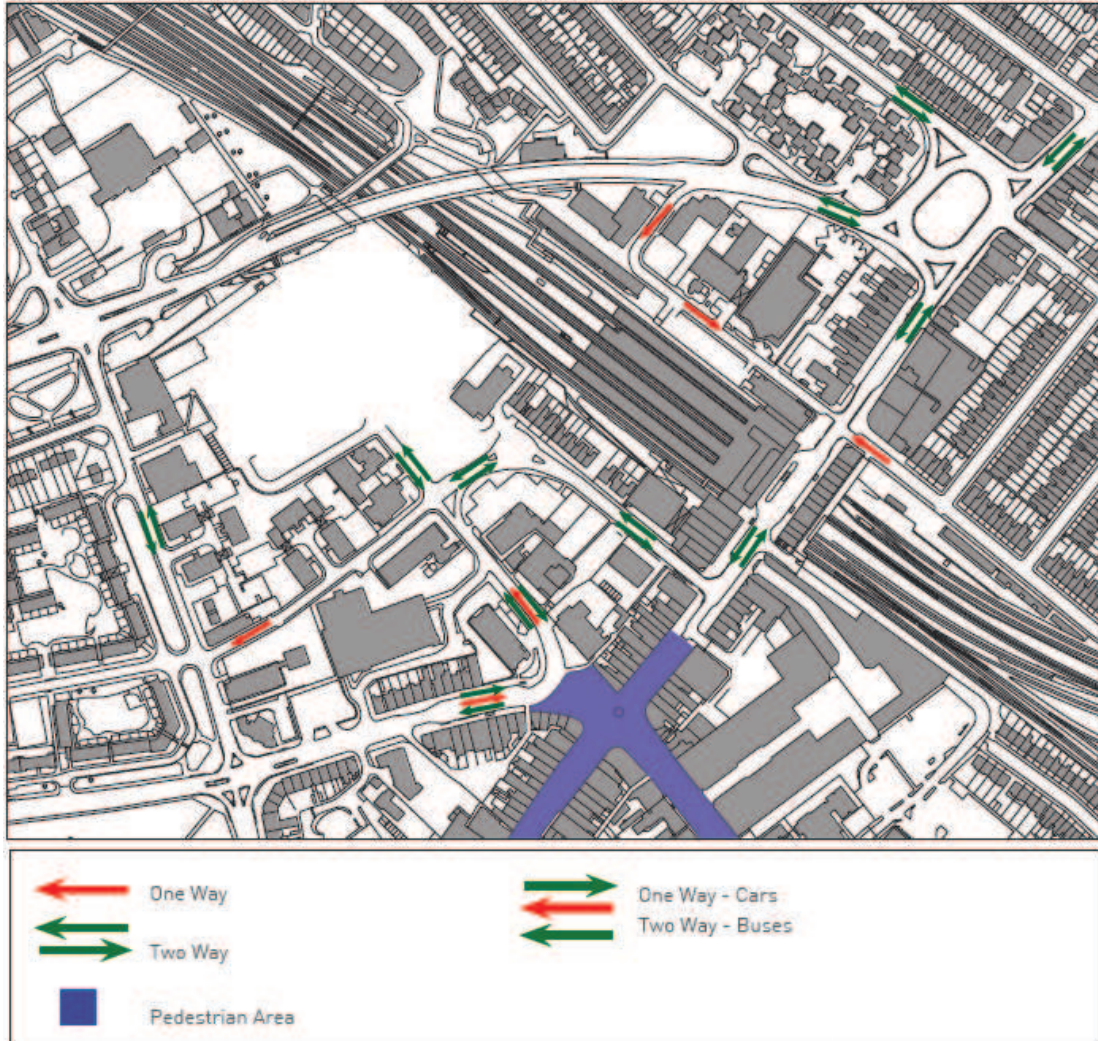 One Way
Two Way
Pedestrian Area
One Way - Cars
Two Way - Buses